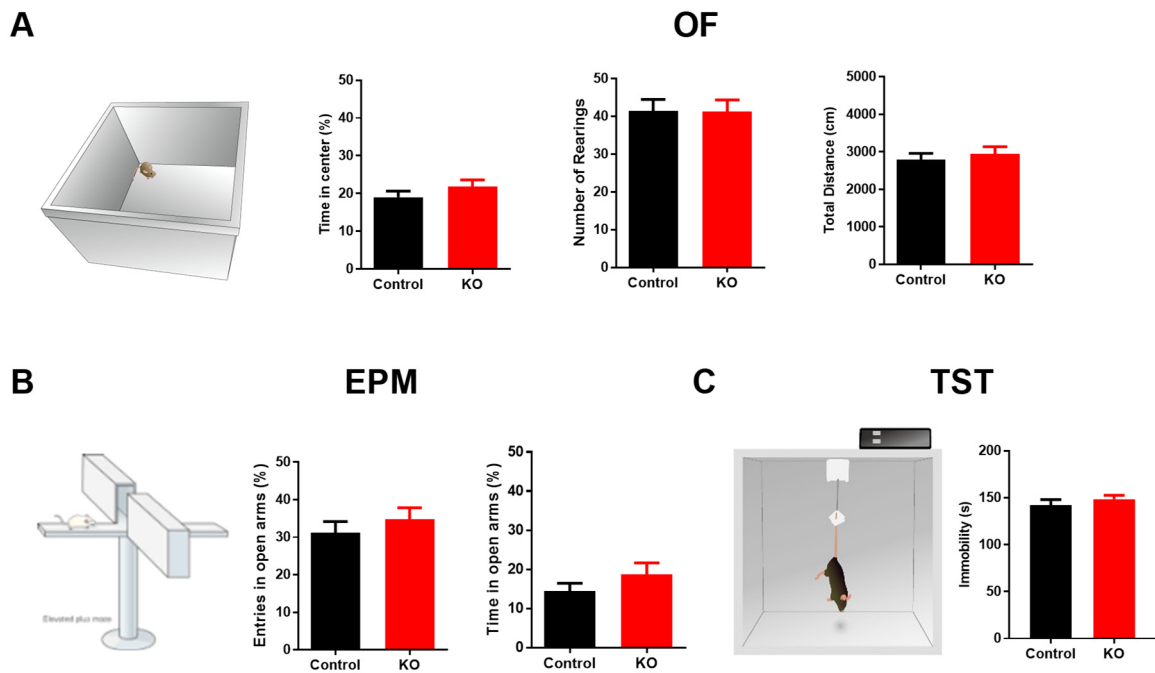 A
OF
Time in center (%)
50
40
30
20
10
0
Control KO
Number of Rearings
50
40
30
20
10
0
Control KO
Total Distance (cm)
5000
4000
3000
2000
1000
0
Control KO
B
EPM
Elevated plus maze
Entries in open arms (%)
50
40
30
20
10
0
Control KO
Time in open arms (%)
50
40
30
20
10
0
Control KO
C
TST
Immobility (s)
200
150
100
50
0
Control KO